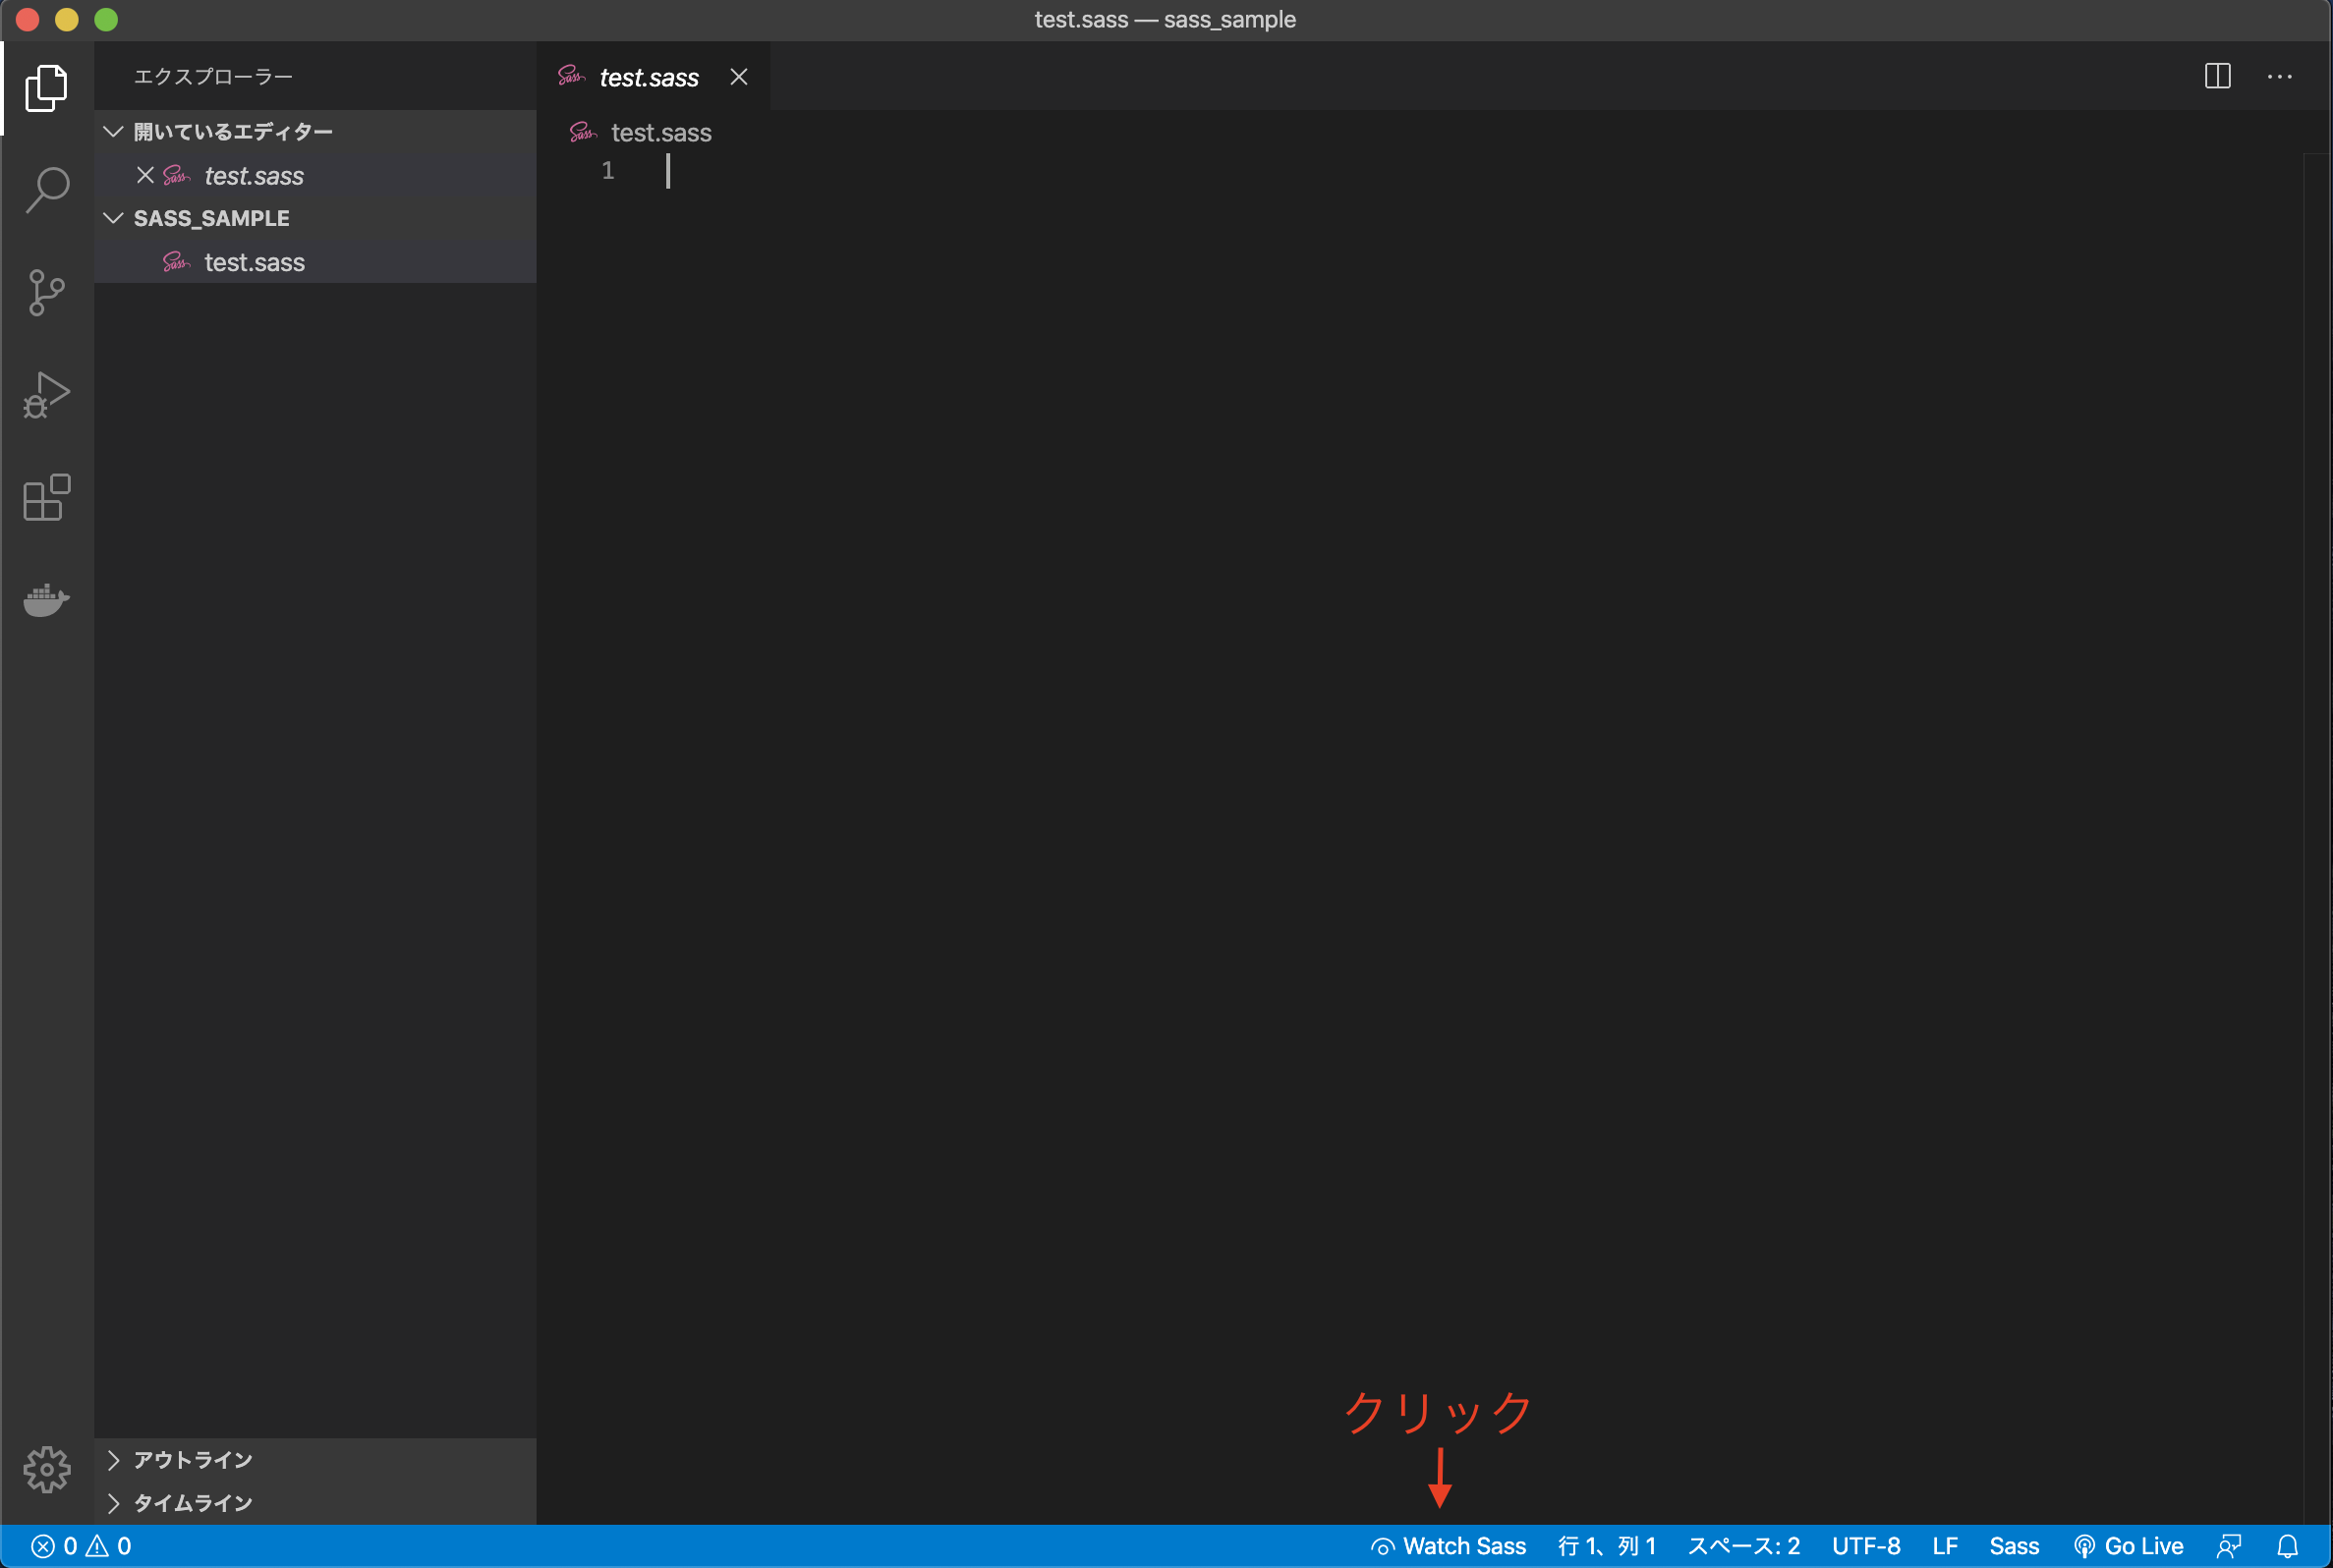 test.sass — sass_sample
エクスプローラー
開いているエディター
test.sass
SASS_SAMPLE
test.sass
アウトライン
タイムライン
test.sass
test.sass
1
クリック
0 0 Watch Sass 行 1、列 1 スペース: 2 UTF-8 LF Sass Go Live